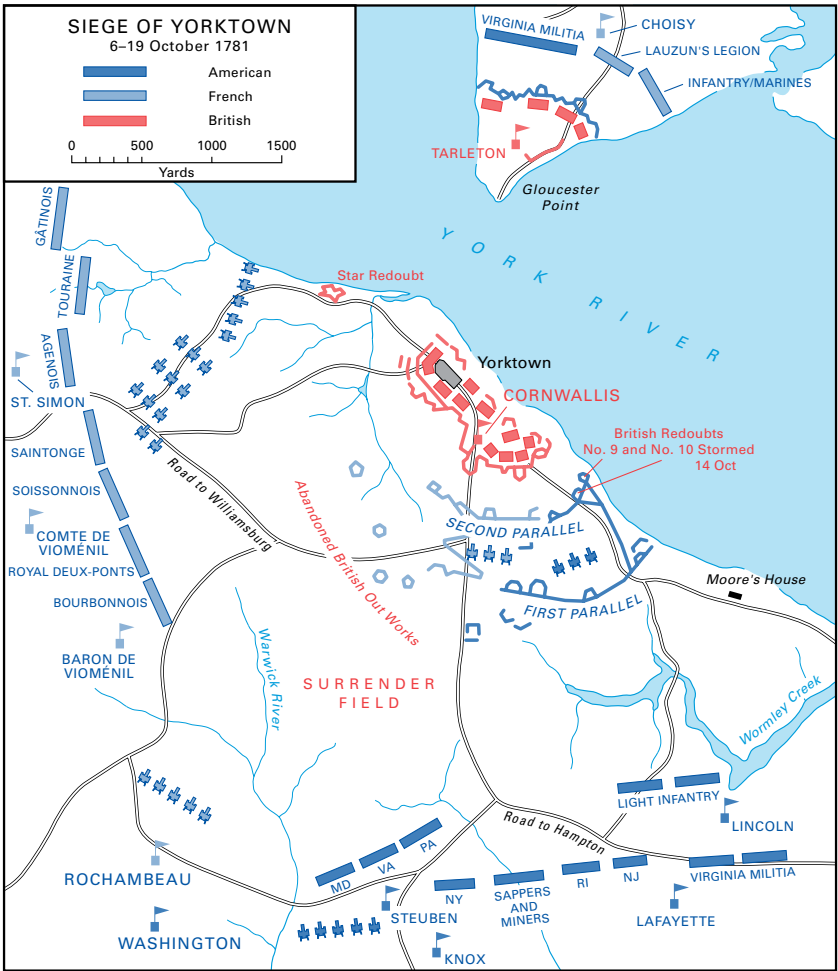 SIEGE OF YORKTOWN
6–19 October 1781
American
French
British
0 500 1000 1500
Yards
VIRGINIA MILITIA
CHOISY
LAUZUN'S LEGION
INFANTRY/MARINES
TARLETON
Gloucester
Point
YORK RIVER
GÂTINOIS
TOURAINE
AGENOIS
ST. SIMON
Star Redoubt
Yorktown
CORNWALLIS
British Redoubts
No. 9 and No. 10 Stormed
14 Oct
SAINTONGE
SOISSONNOIS
COMTE DE
VIOMÉNIL
ROYAL DEUX-PONTS
BOURBONNOIS
BARON DE
VIOMÉNIL
Road to Williamsburg
Abandoned British Out Works
SECOND PARALLEL
FIRST PARALLEL
Moore's House
Warwick River
SURRENDER
FIELD
Wormley Creek
LIGHT INFANTRY
LINCOLN
Road to Hampton
ROCHAMBEAU
WASHINGTON
MD
VA
PA
STEUBEN
KNOX
NY
SAPPERS
AND
MINERS
RI
NJ
VIRGINIA MILITIA
LAFAYETTE